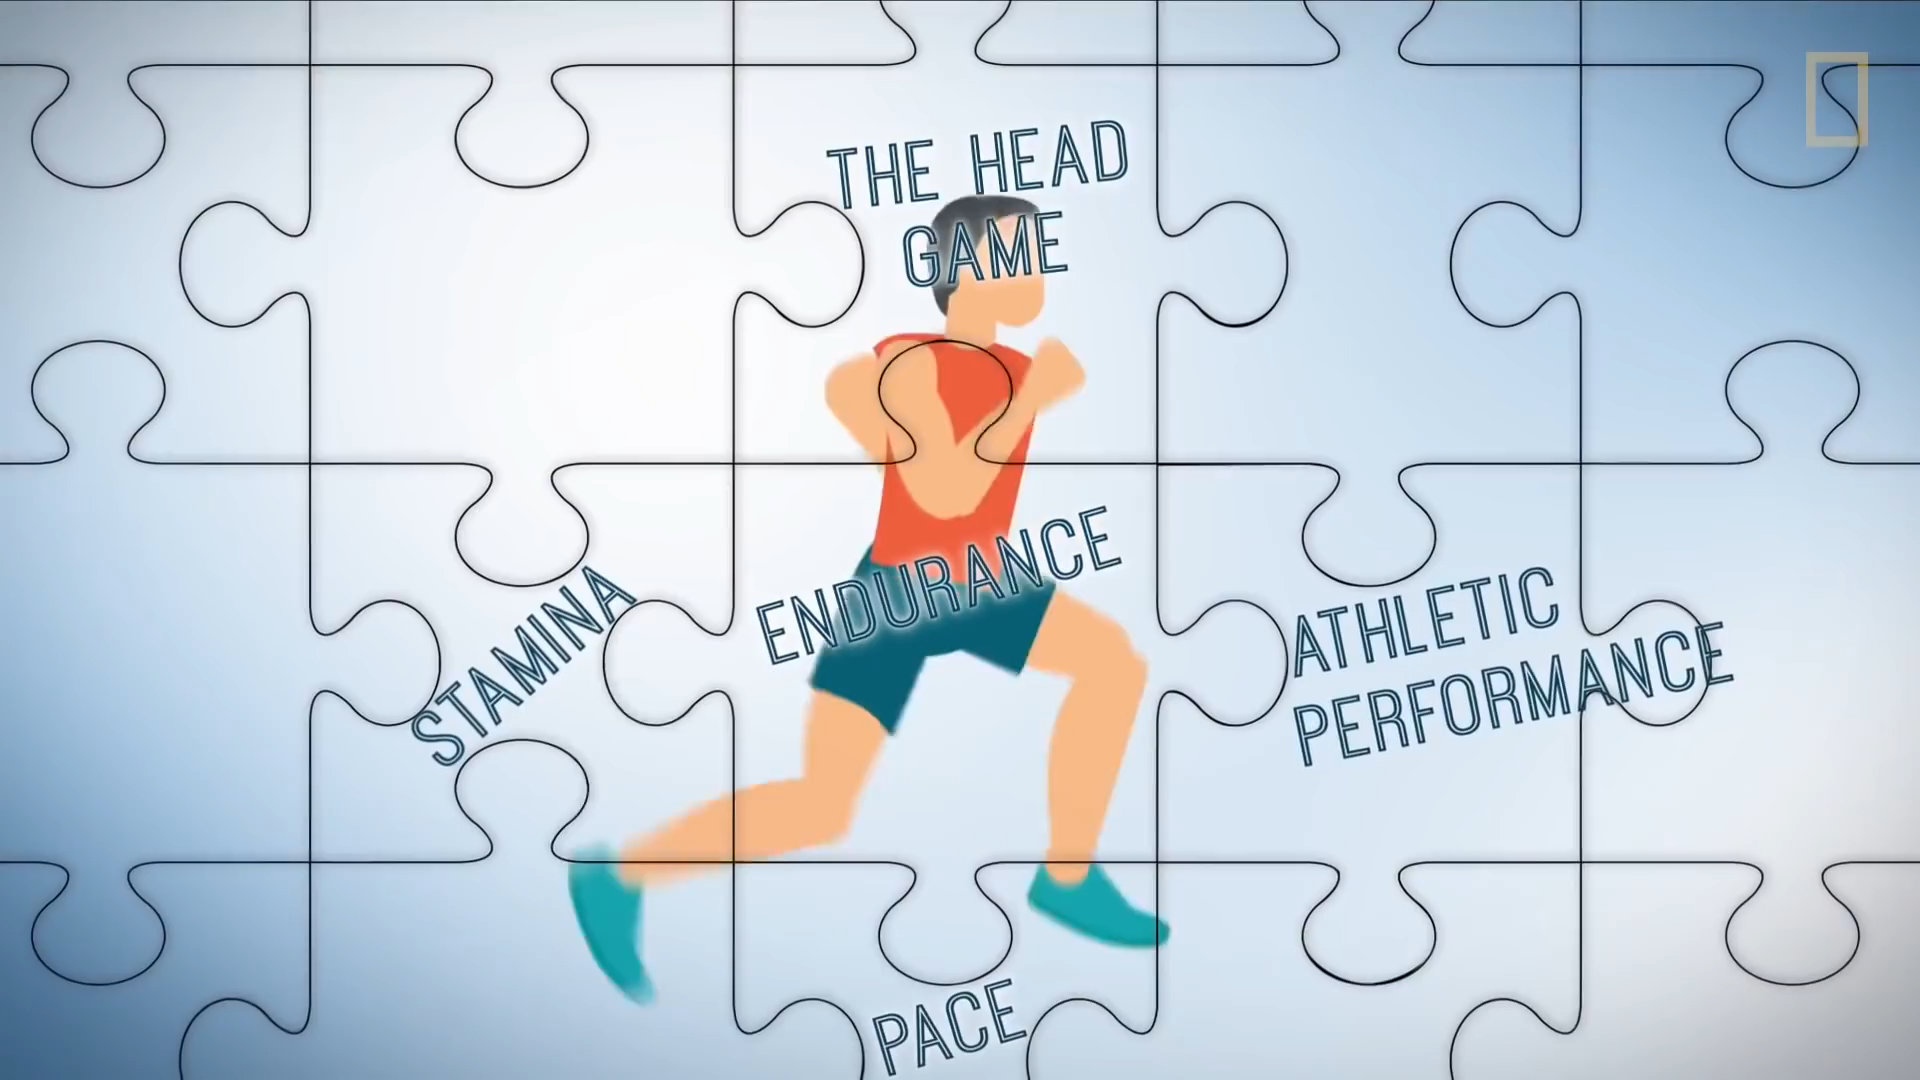 THE HEAD
GAME
ENDURANCE
STAMINA
ATHLETIC
PERFORMANCE
PACE